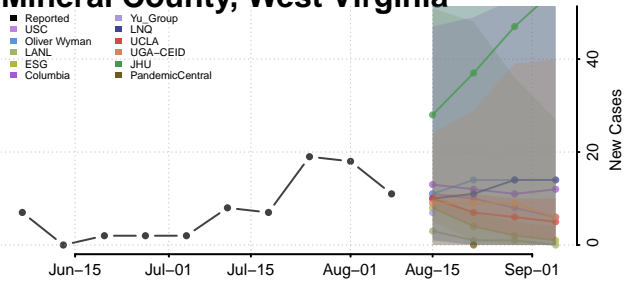 Mineral County, West Virginia
Reported
USC
Oliver Wyman
LANL
ESG
Columbia
Yu_Group
LNQ
UCLA
UGA−CEID
JHU
PandemicCentral
0
20
40
New Cases
Jun−15
Jul−01
Jul−15
Aug−01
Aug−15
Sep−01